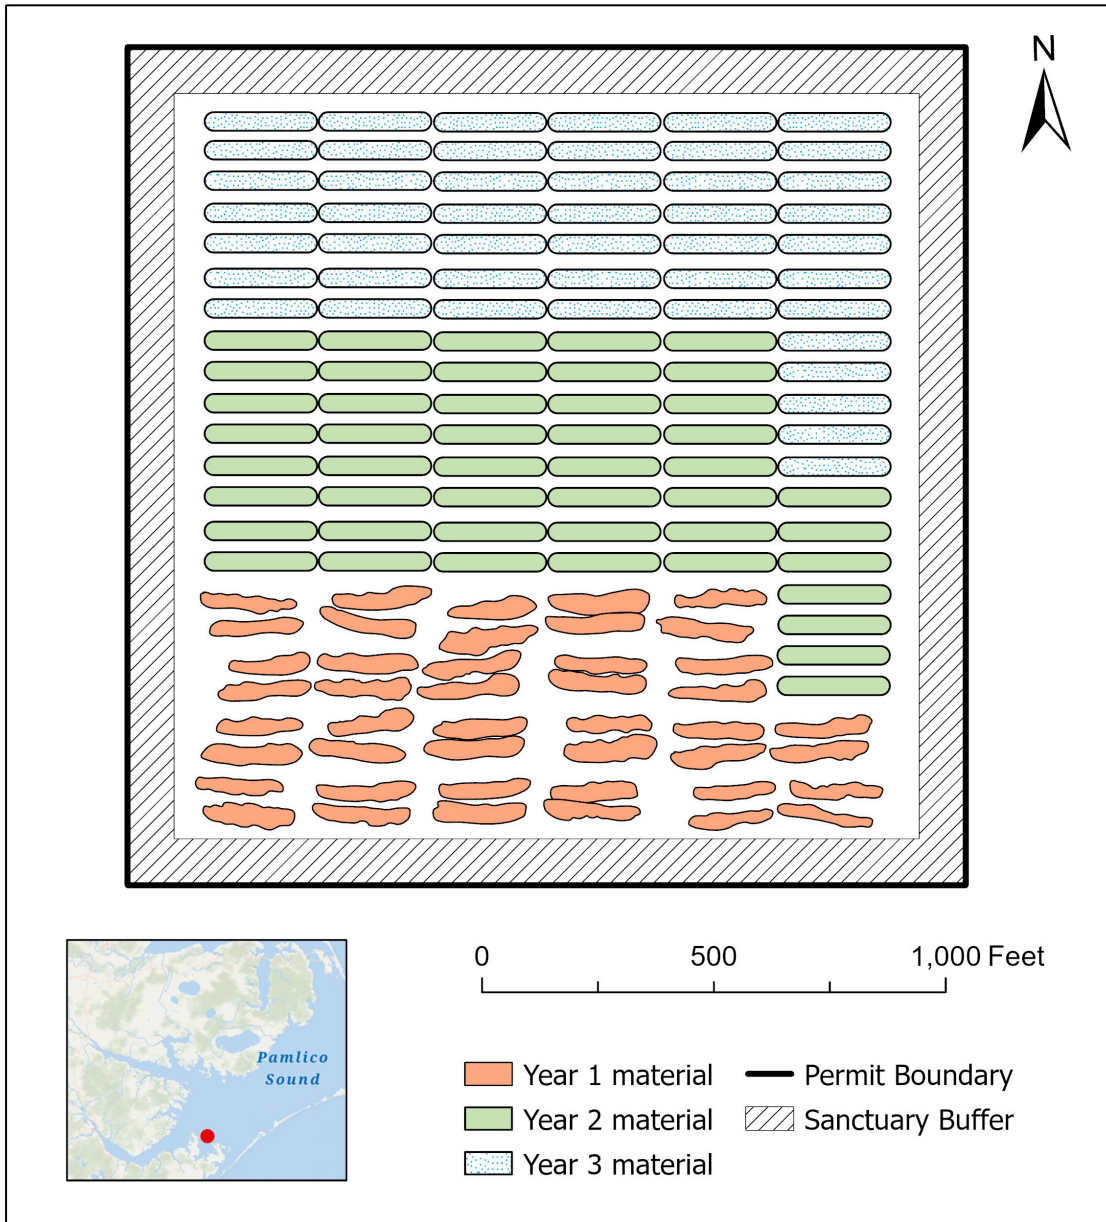 N
Pamlico
Sound
0 500 1,000 Feet
Year 1 material
Permit Boundary
Year 2 material
Sanctuary Buffer
Year 3 material